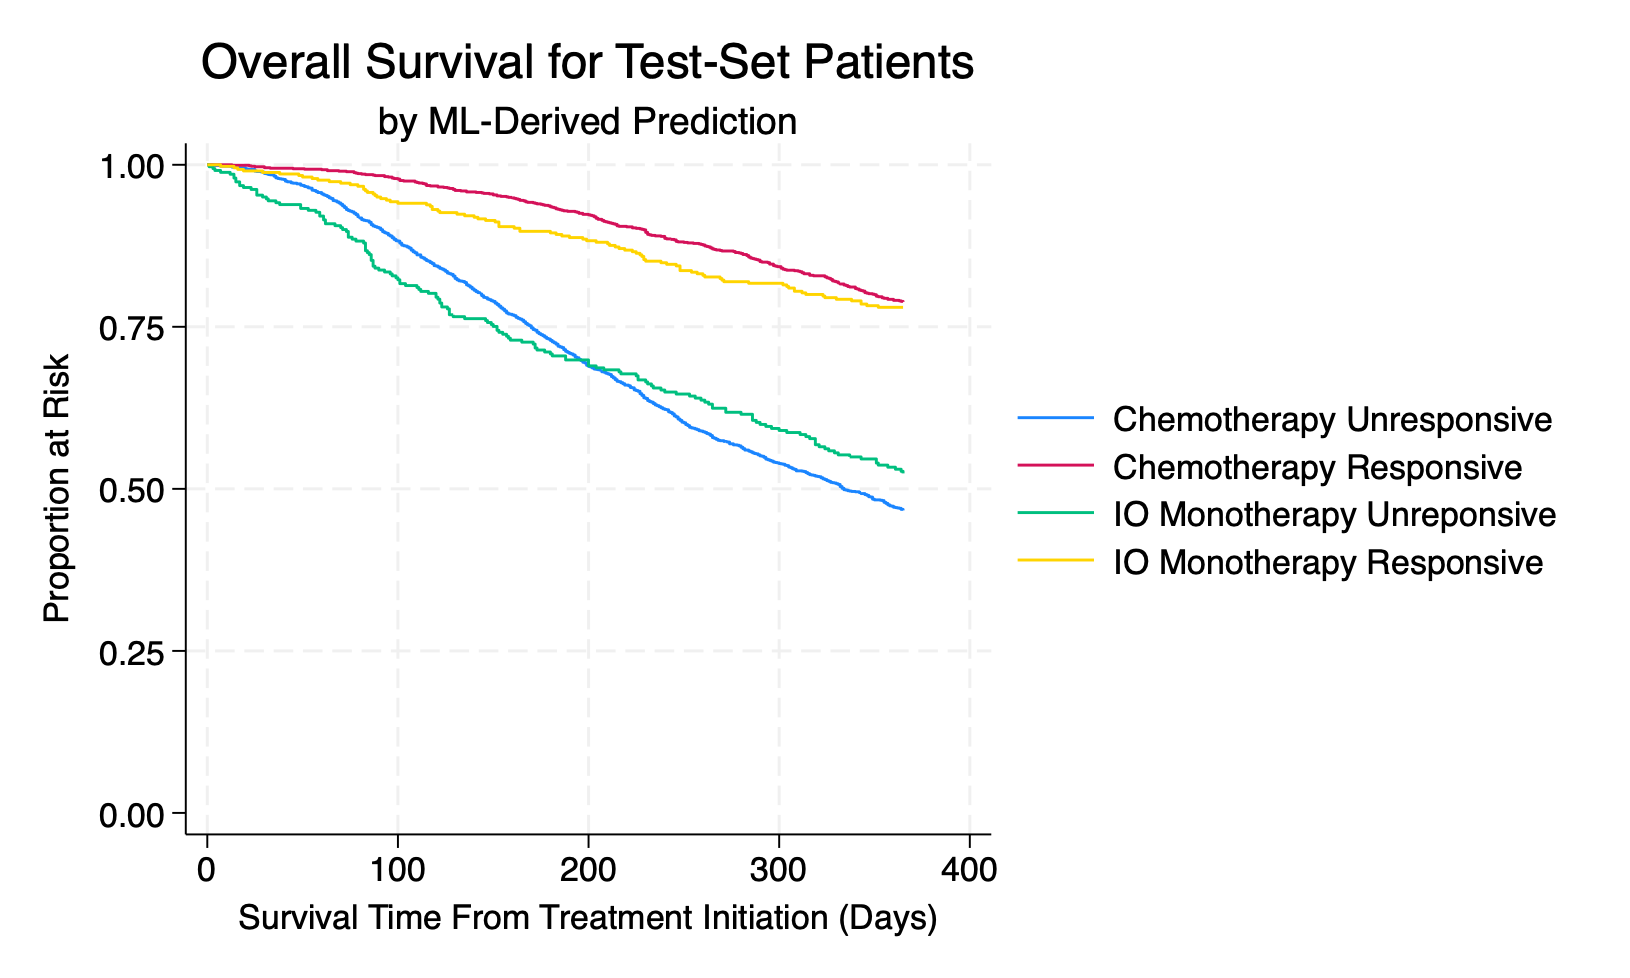 Overall Survival for Test-Set Patients
by ML-Derived Prediction
Proportion at Risk
1.00
0.75
0.50
0.25
0.00
0 100 200 300 400
Survival Time From Treatment Initiation (Days)
Chemotherapy Unresponsive
Chemotherapy Responsive
IO Monotherapy Unreponsive
IO Monotherapy Responsive